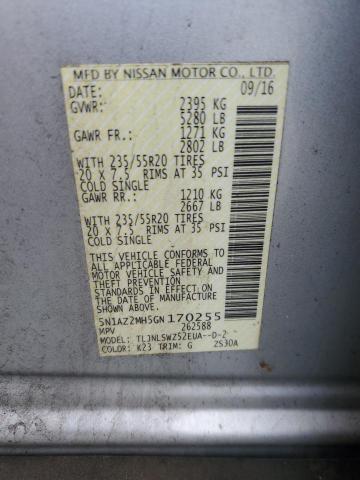 MFD BY NISSAN MOTOR CO., LTD.
DATE: 09/16
GVWR: 2395 KG
5280 LB
GAWR FR.: 1271 KG
2802 LB
WITH 235/55R20 TIRES
20 X 7.5 RIMS AT 35 PSI
COLD SINGLE
GAWR RR.: 1210 KG
2667 LB
WITH 235/55R20 TIRES
20 X 7.5 RIMS AT 35 PSI
COLD SINGLE
THIS VEHICLE CONFORMS TO ALL
APPLICABLE FEDERAL MOTOR
VEHICLE SAFETY, BUMPER, AND
THEFT PREVENTION STANDARDS
IN EFFECT ON THE DATE OF
MANUFACTURE SHOWN ABOVE.
5N1AZ2MH5GN170255
MPV 262588
MODEL: TLJNLSWZ52EUA--D-2
COLOR: K23 TRIM: G 2S30A